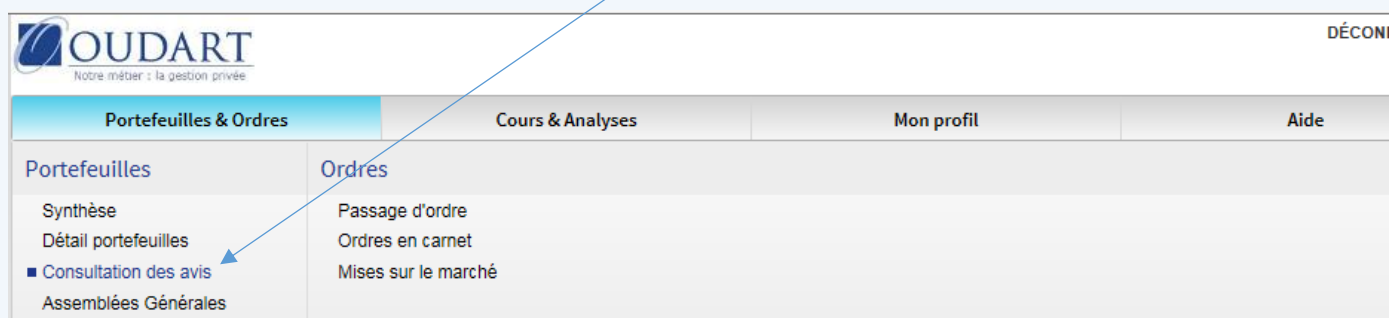 OUDART
Notre métier : la gestion privée
Portefeuilles & Ordres Cours & Analyses Mon profil Aide
Portefeuilles Ordres
Synthèse Passage d'ordre
Détail portefeuilles Ordres en carnet
Consultation des avis Mises sur le marché
Assemblées Générales